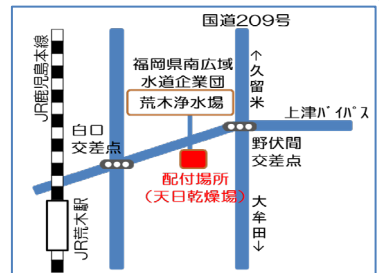 国道209号
JR鹿児島本線
福岡県南広域
水道企業団
荒木浄水場
↑久留米
上津ﾊﾞｲﾊﾟｽ
白口
交差点
野伏間
交差点
配付場所
（天日乾燥場）
JR荒木駅
大牟田↓